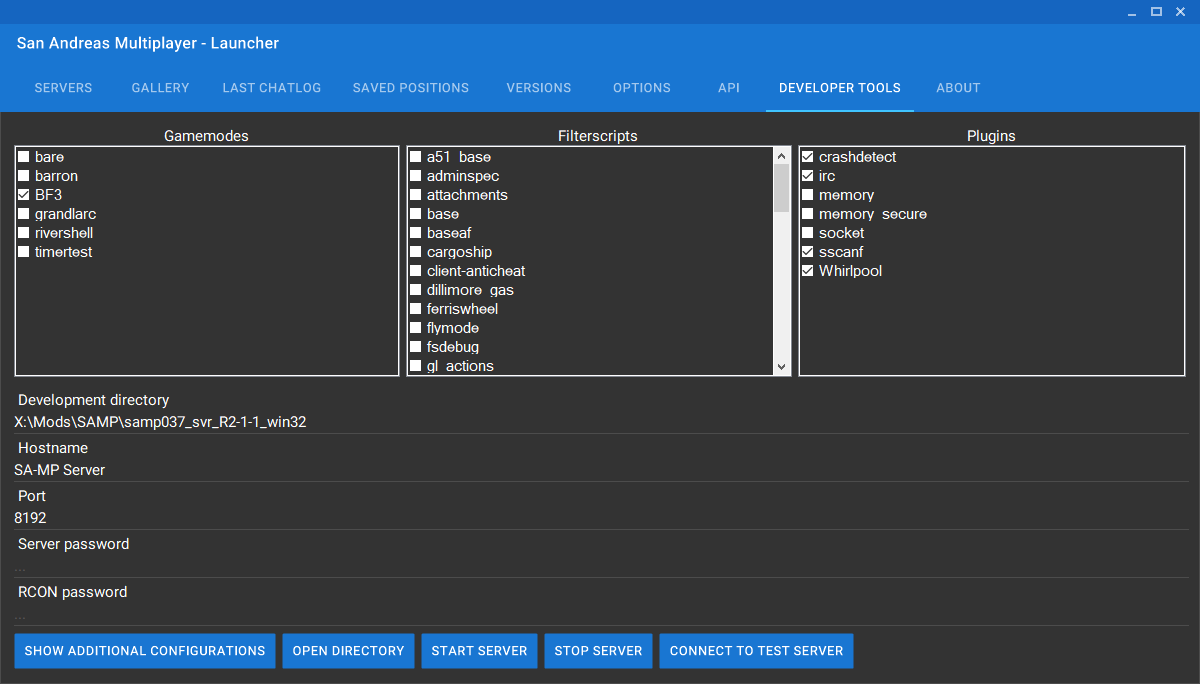 San Andreas Multiplayer - Launcher
SERVERS GALLERY LAST CHATLOG SAVED POSITIONS VERSIONS OPTIONS API DEVELOPER TOOLS ABOUT
Gamemodes
bare
barron
BF3
grandlarc
rivershell
timertest
Filterscripts
a51_base
adminspec
attachments
base
baseaf
cargoship
client-anticheat
dillimore_gas
ferriswheel
flymode
fsdebug
gl_actions
Plugins
crashdetect
irc
memory
memory_secure
socket
sscanf
Whirlpool
Development directory
X:\Mods\SAMP\samp037_svr_R2-1-1_win32
Hostname
SA-MP Server
Port
8192
Server password
...
RCON password
...
SHOW ADDITIONAL CONFIGURATIONS OPEN DIRECTORY START SERVER STOP SERVER CONNECT TO TEST SERVER